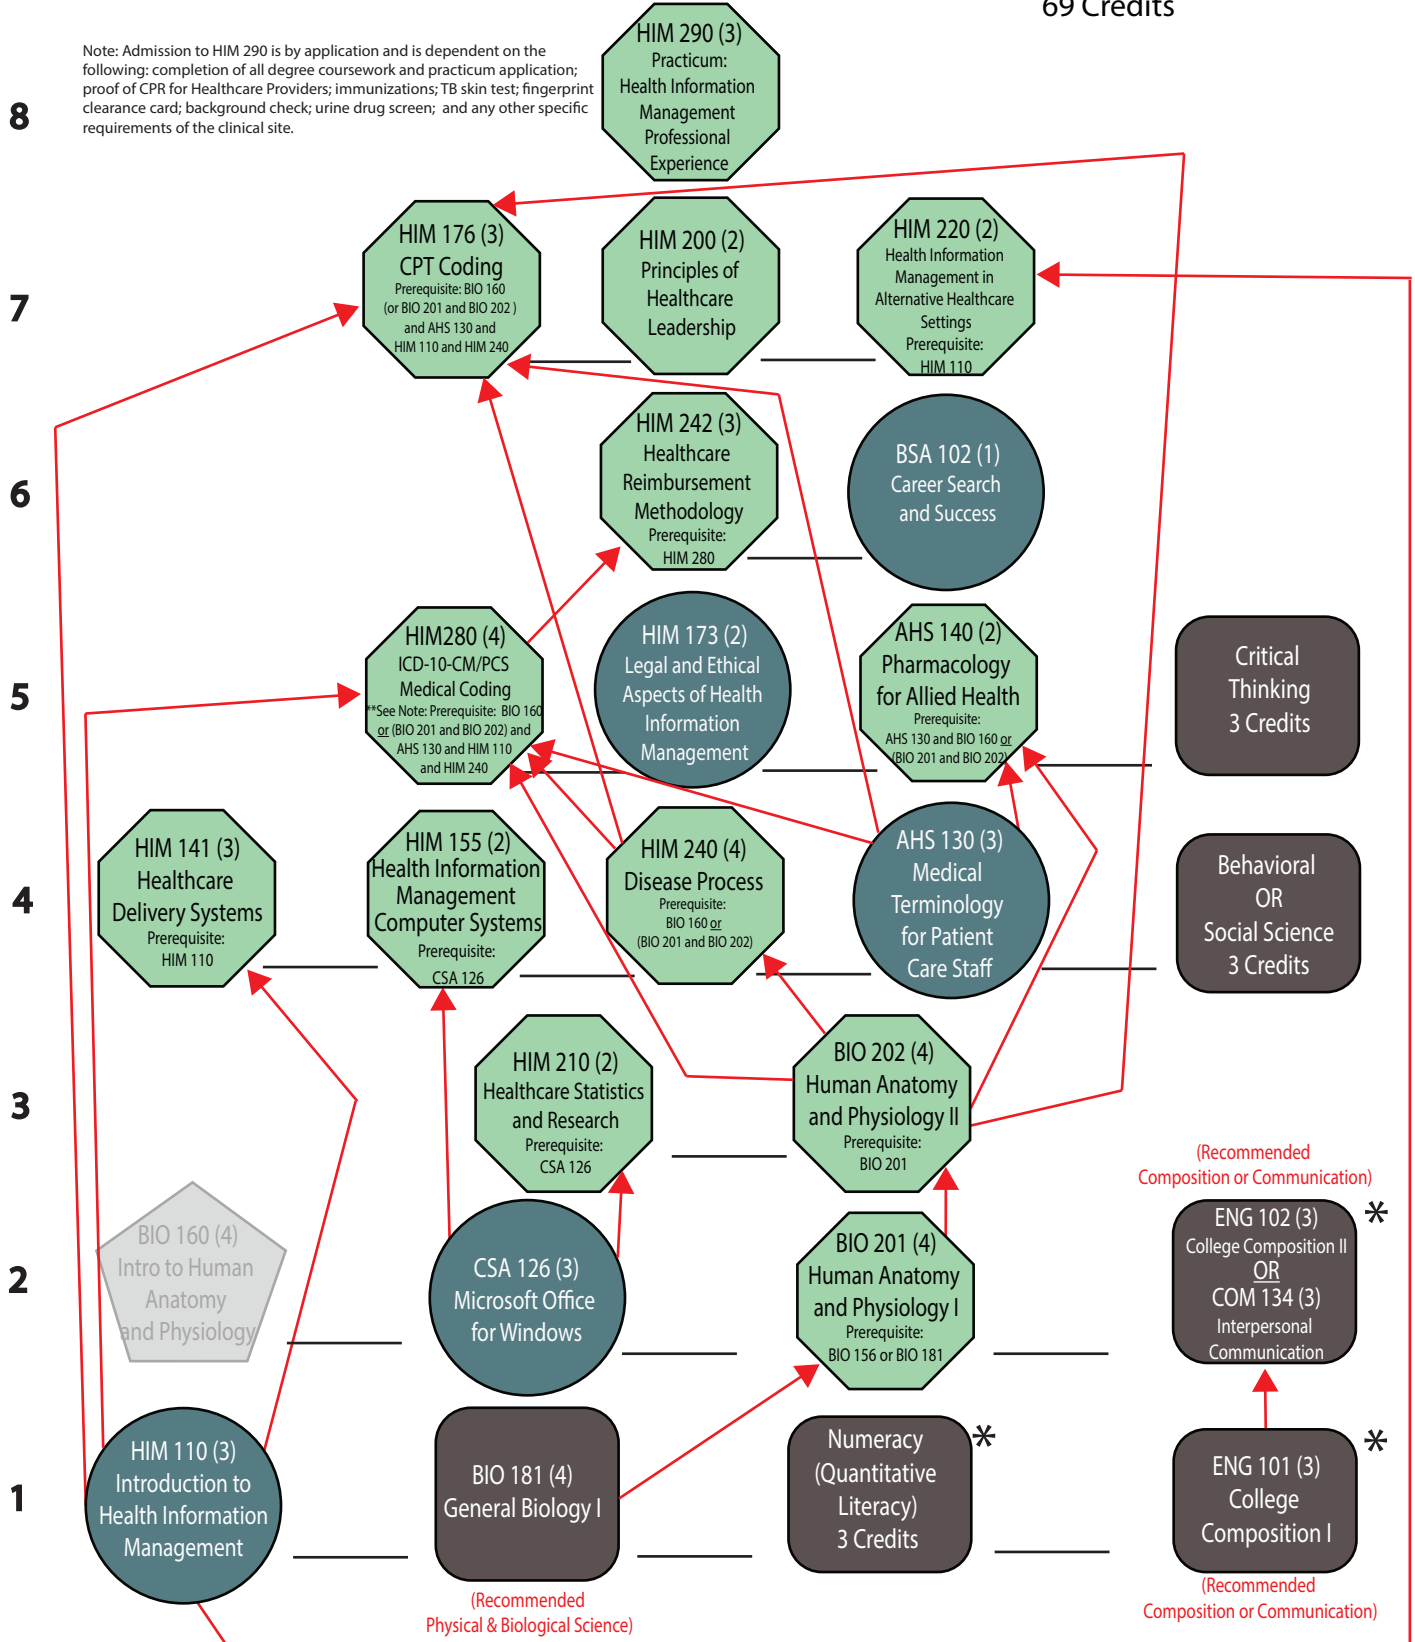 69 Credits
Note: Admission to HIM 290 is by application and is dependent on the
following: completion of all degree coursework and practicum application;
proof of CPR for Healthcare Providers; immunizations; TB skin test; fingerprint
clearance card; background check; urine drug screen; and any other specific
requirements of the clinical site.
8
HIM 290 (3)
Practicum:
Health Information
Management
Professional
Experience
7
HIM 176 (3)
CPT Coding
Prerequisite: BIO 160
(or BIO 201 and BIO 202 )
and AHS 130 and
HIM 110 and HIM 240
HIM 200 (2)
Principles of
Healthcare
Leadership
HIM 220 (2)
Health Information
Management in
Alternative Healthcare
Settings
Prerequisite:
HIM 110
6
HIM 242 (3)
Healthcare
Reimbursement
Methodology
Prerequisite:
HIM 280
BSA 102 (1)
Career Search
and Success
5
HIM280 (4)
ICD-10-CM/PCS
Medical Coding
**See Note: Prerequisite: BIO 160
or (BIO 201 and BIO 202) and
AHS 130 and HIM 110
and HIM 240
HIM 173 (2)
Legal and Ethical
Aspects of Health
Information
Management
AHS 140 (2)
Pharmacology
for Allied Health
Prerequisite:
AHS 130 and BIO 160 or
(BIO 201 and BIO 202)
Critical
Thinking
3 Credits
4
HIM 141 (3)
Healthcare
Delivery Systems
Prerequisite:
HIM 110
HIM 155 (2)
Health Information
Management
Computer Systems
Prerequisite:
CSA 126
HIM 240 (4)
Disease Process
Prerequisite:
BIO 160 or
(BIO 201 and BIO 202)
AHS 130 (3)
Medical
Terminology
for Patient
Care Staff
Behavioral
OR
Social Science
3 Credits
3
HIM 210 (2)
Healthcare Statistics
and Research
Prerequisite:
CSA 126
BIO 202 (4)
Human Anatomy
and Physiology II
Prerequisite:
BIO 201
2
BIO 160 (4)
Intro to Human
Anatomy
and Physiology
CSA 126 (3)
Microsoft Office
for Windows
BIO 201 (4)
Human Anatomy
and Physiology I
Prerequisite:
BIO 156 or BIO 181
(Recommended
Composition or Communication)
ENG 102 (3)
College Composition II
OR
COM 134 (3)
Interpersonal
Communication
*
1
HIM 110 (3)
Introduction to
Health Information
Management
BIO 181 (4)
General Biology I
(Recommended
Physical & Biological Science)
Numeracy
(Quantitative
Literacy)
3 Credits
*
ENG 101 (3)
College
Composition I
*
(Recommended
Composition or Communication)